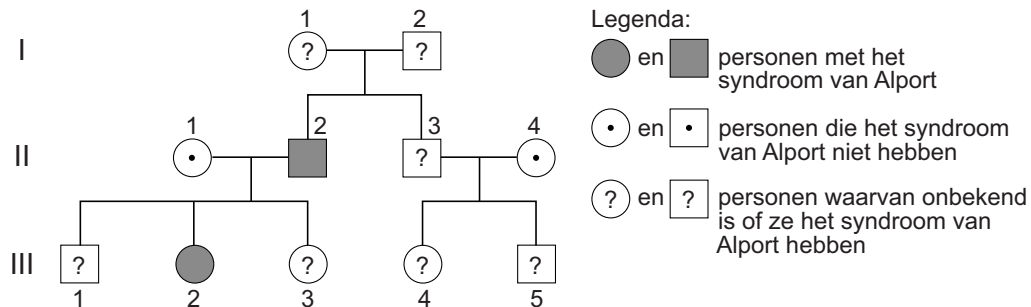 1 2
Legenda:
I ? ?
en personen met het
syndroom van Alport
1 2 3 4
II ?
en personen die het syndroom
van Alport niet hebben
? en ? personen waarvan onbekend
is of ze het syndroom van
Alport hebben
III ? ? ? ?
1 2 3 4 5